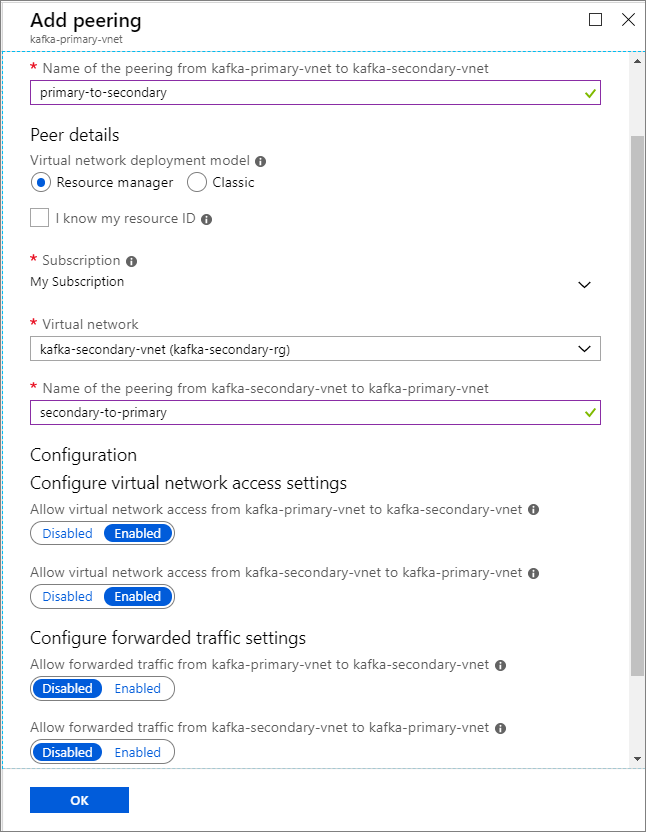 Add peering
kafka-primary-vnet
* Name of the peering from kafka-primary-vnet to kafka-secondary-vnet
primary-to-secondary
Peer details
Virtual network deployment model
Resource manager Classic
I know my resource ID
* Subscription
My Subscription
* Virtual network
kafka-secondary-vnet (kafka-secondary-rg)
* Name of the peering from kafka-secondary-vnet to kafka-primary-vnet
secondary-to-primary
Configuration
Configure virtual network access settings
Allow virtual network access from kafka-primary-vnet to kafka-secondary-vnet
Disabled Enabled
Allow virtual network access from kafka-secondary-vnet to kafka-primary-vnet
Disabled Enabled
Configure forwarded traffic settings
Allow forwarded traffic from kafka-primary-vnet to kafka-secondary-vnet
Disabled Enabled
Allow forwarded traffic from kafka-secondary-vnet to kafka-primary-vnet
Disabled Enabled
OK